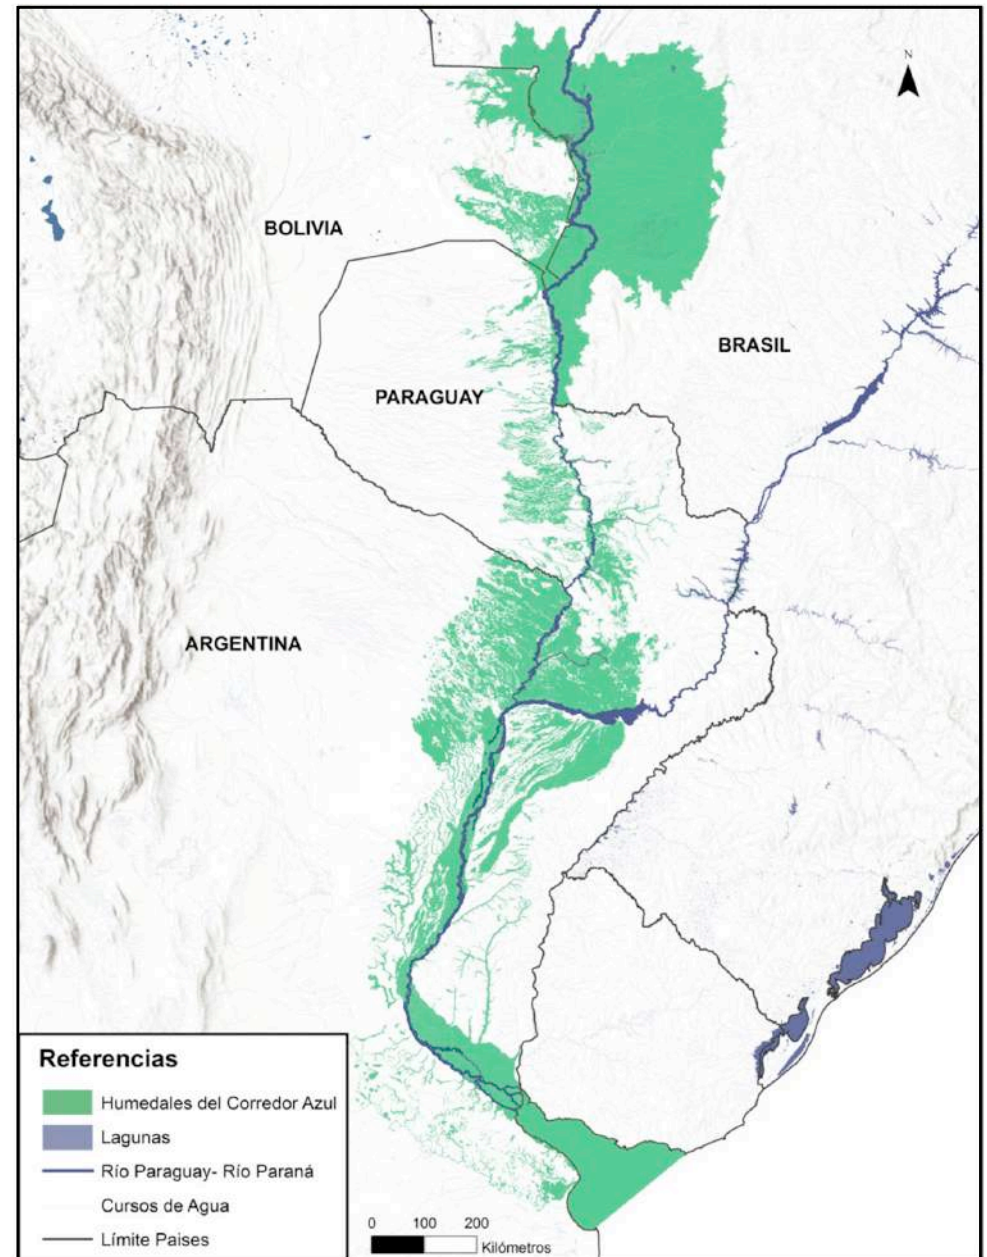 N
BOLIVIA
BRASIL
PARAGUAY
ARGENTINA
Referencias
Humedales del Corredor Azul
Lagunas
Río Paraguay- Río Paraná
Cursos de Agua
Límite Paises
0 100 200
Kilómetros